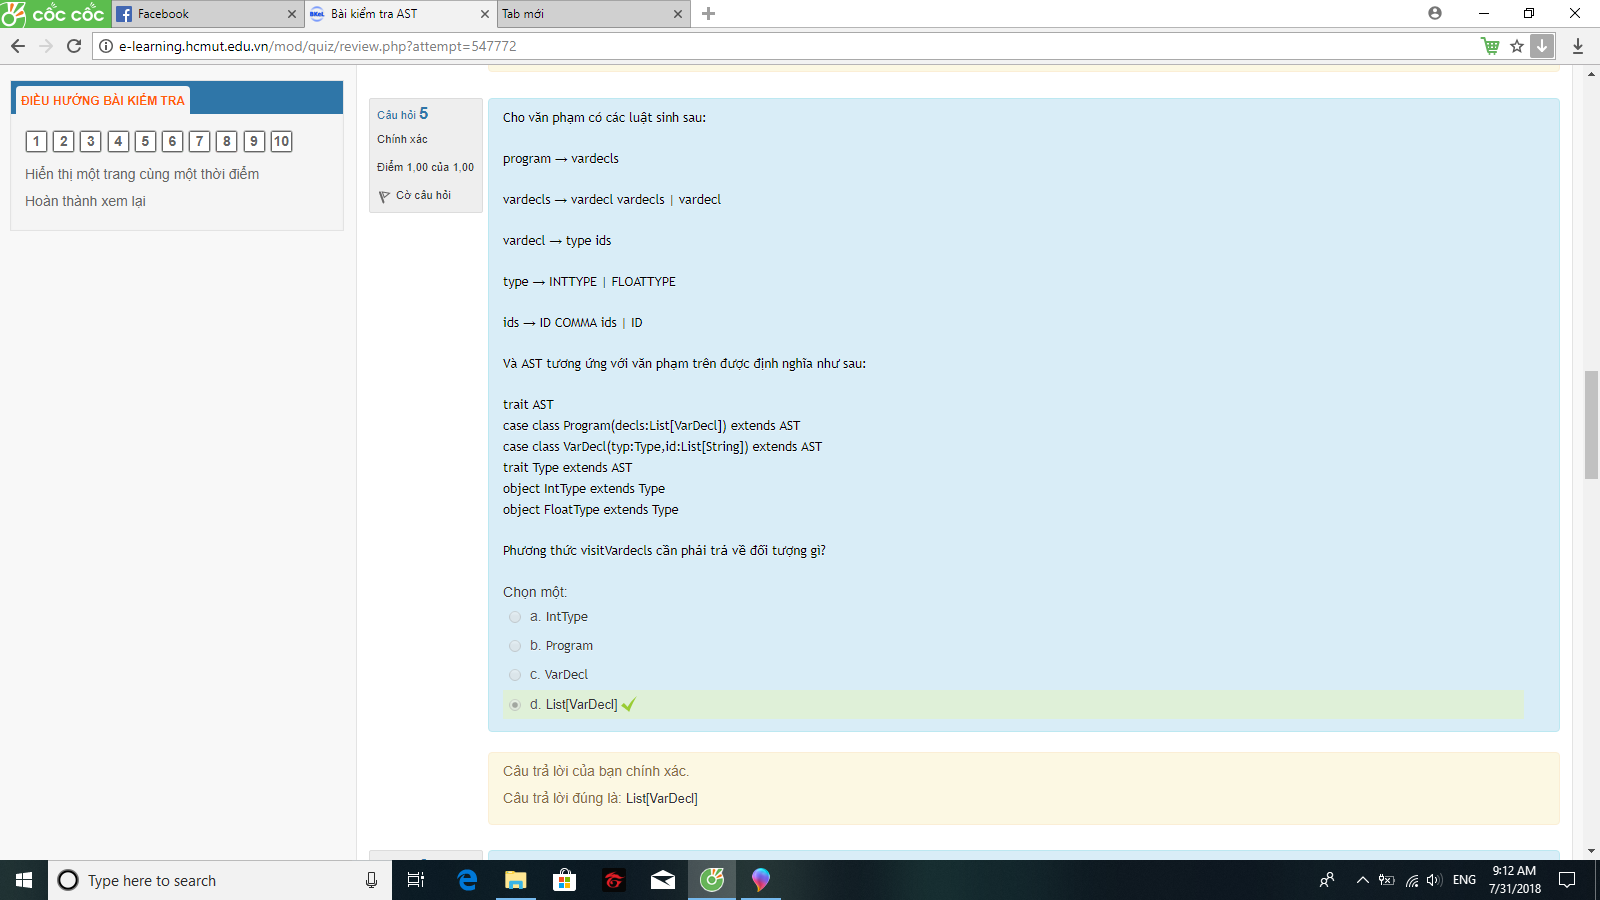 cốc cốc
Facebook
Bài kiểm tra AST
Tab mới
e-learning.hcmut.edu.vn/mod/quiz/review.php?attempt=547772
ĐIỀU HƯỚNG BÀI KIỂM TRA
1 2 3 4 5 6 7 8 9 10
Hiển thị một trang cùng một thời điểm
Hoàn thành xem lại
Câu hỏi 5
Chính xác
Điểm 1,00 của 1,00
Cờ câu hỏi
Cho văn phạm có các luật sinh sau:
program → vardecls
vardecls → vardecl vardecls | vardecl
vardecl → type ids
type → INTTYPE | FLOATTYPE
ids → ID COMMA ids | ID
Và AST tương ứng với văn phạm trên được định nghĩa như sau:
trait AST
case class Program(decls:List[VarDecl]) extends AST
case class VarDecl(typ:Type,id:List[String]) extends AST
trait Type extends AST
object IntType extends Type
object FloatType extends Type
Phương thức visitVardecls cần phải trả về đối tượng gì?
Chọn một:
a. IntType
b. Program
c. VarDecl
d. List[VarDecl]
Câu trả lời của bạn chính xác.
Câu trả lời đúng là: List[VarDecl]
Type here to search
ENG
9:12 AM
7/31/2018